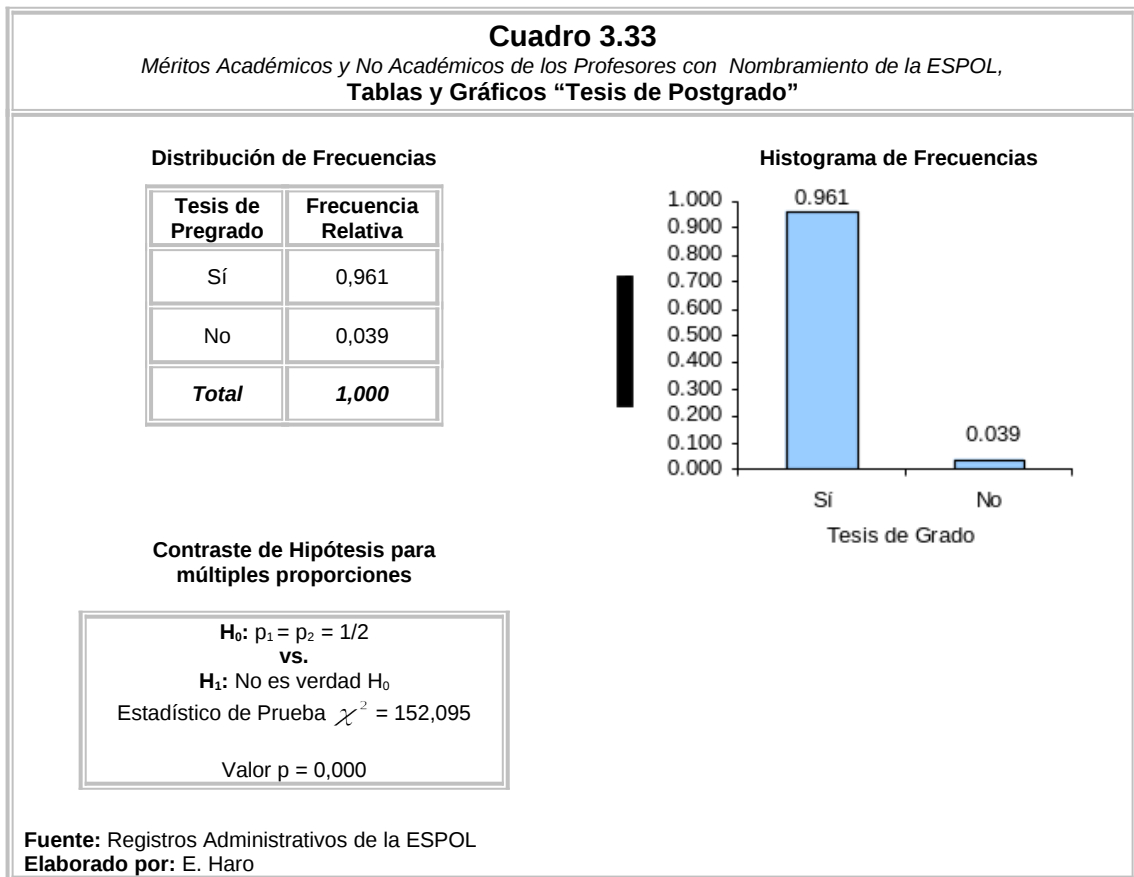 Cuadro 3.33
Méritos Académicos y No Académicos de los Profesores con Nombramiento de la ESPOL,
Tablas y Gráficos “Tesis de Postgrado”
Distribución de Frecuencias
Tesis de Pregrado Frecuencia Relativa
Sí 0,961
No 0,039
Total 1,000
Histograma de Frecuencias
1.000
0.900
0.800
0.700
0.600
0.500
0.400
0.300
0.200
0.100
0.000
0.961
0.039
Sí No
Tesis de Grado
Contraste de Hipótesis para
múltiples proporciones
H₀: p₁ = p₂ = 1/2
vs.
H₁: No es verdad H₀
Estadístico de Prueba χ² = 152,095
Valor p = 0,000
Fuente: Registros Administrativos de la ESPOL
Elaborado por: E. Haro